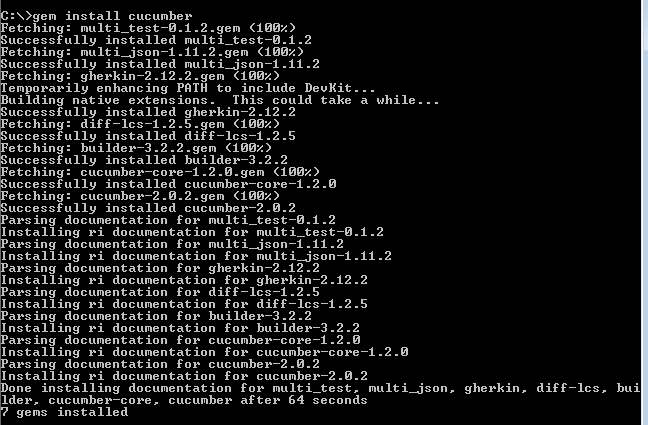 C:\>gem install cucumber
Fetching: multi_test-0.1.2.gem (100%)
Successfully installed multi_test-0.1.2
Fetching: multi_json-1.11.2.gem (100%)
Successfully installed multi_json-1.11.2
Fetching: gherkin-2.12.2.gem (100%)
Temporarily enhancing PATH to include DevKit...
Building native extensions.  This could take a while...
Successfully installed gherkin-2.12.2
Fetching: diff-lcs-1.2.5.gem (100%)
Successfully installed diff-lcs-1.2.5
Fetching: builder-3.2.2.gem (100%)
Successfully installed builder-3.2.2
Fetching: cucumber-core-1.2.0.gem (100%)
Successfully installed cucumber-core-1.2.0
Fetching: cucumber-2.0.2.gem (100%)
Successfully installed cucumber-2.0.2
Parsing documentation for multi_test-0.1.2
Installing ri documentation for multi_test-0.1.2
Parsing documentation for multi_json-1.11.2
Installing ri documentation for multi_json-1.11.2
Parsing documentation for gherkin-2.12.2
Installing ri documentation for gherkin-2.12.2
Parsing documentation for diff-lcs-1.2.5
Installing ri documentation for diff-lcs-1.2.5
Parsing documentation for builder-3.2.2
Installing ri documentation for builder-3.2.2
Parsing documentation for cucumber-core-1.2.0
Installing ri documentation for cucumber-core-1.2.0
Parsing documentation for cucumber-2.0.2
Installing ri documentation for cucumber-2.0.2
Done installing documentation for multi_test, multi_json, gherkin, diff-lcs, bui
lder, cucumber-core, cucumber after 64 seconds
7 gems installed